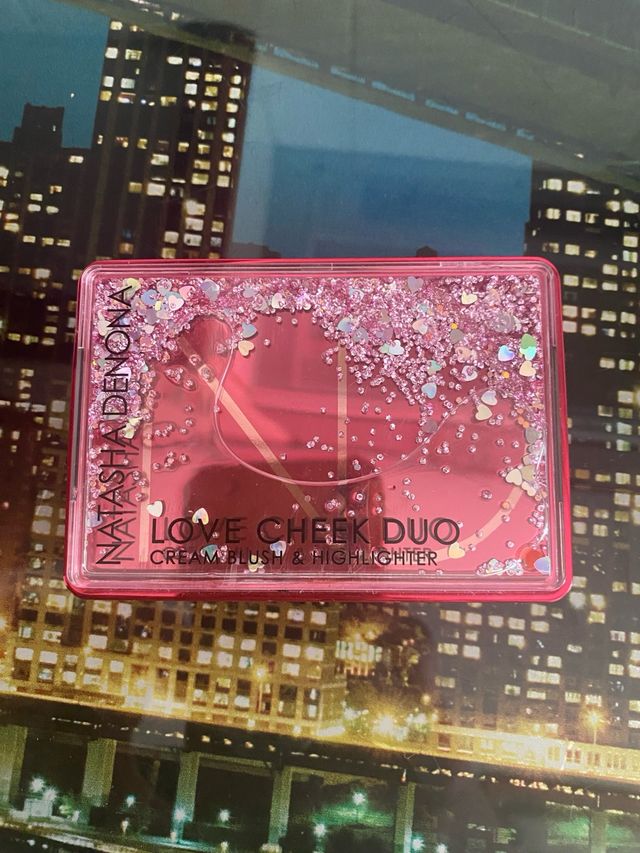 NATASHA DENONA
LOVE CHEEK DUO
CREAM BLUSH & HIGHLIGHTER